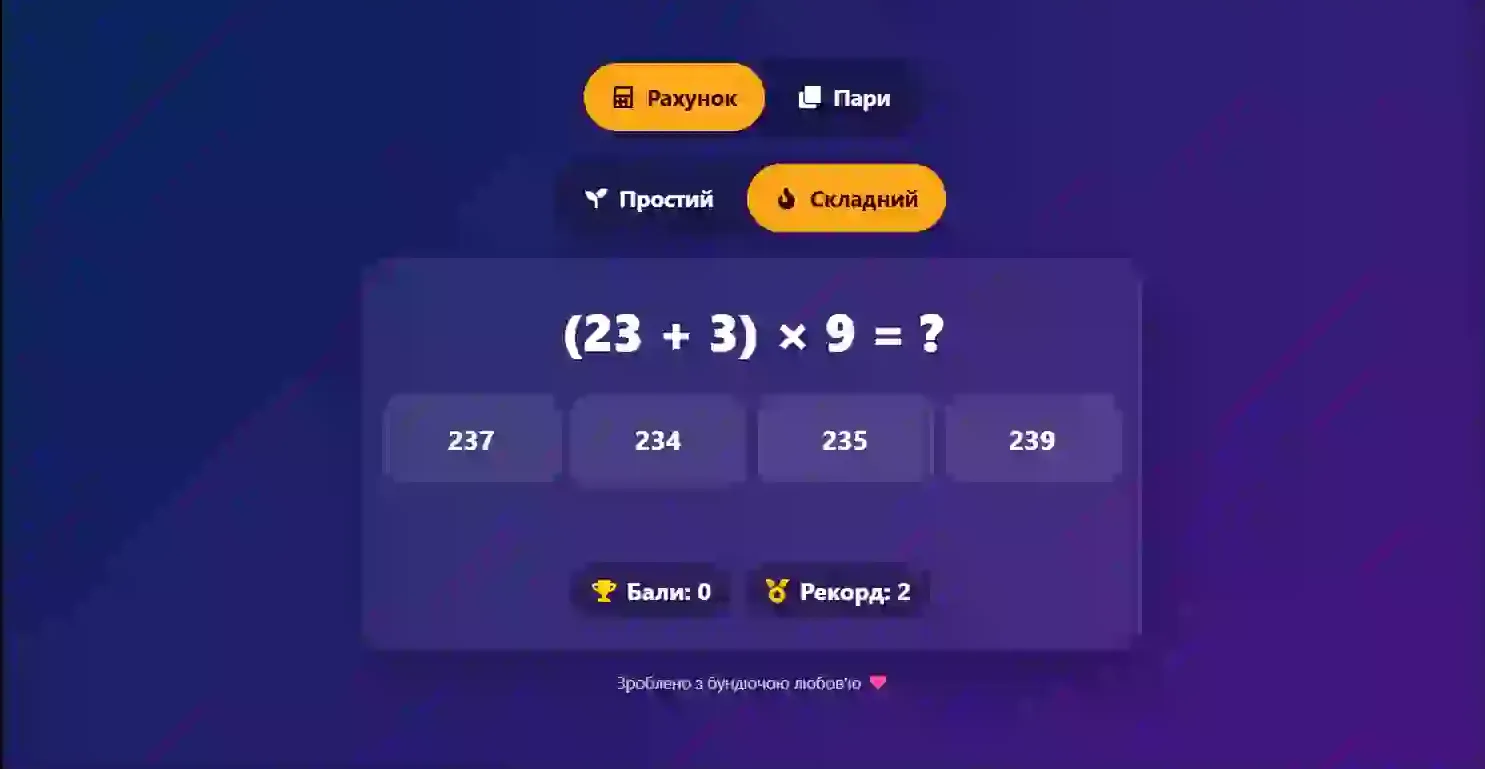 Рахунок Пари
Простий Складний
(23 + 3) × 9 = ?
237 234 235 239
Бали: 0 Рекорд: 2
Зроблено з бундючою любов'ю